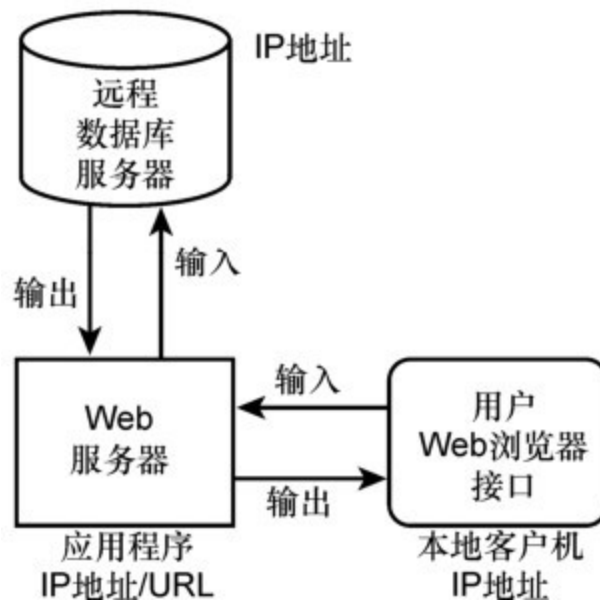 IP地址
远程
数据库
服务器
输入
输出
输入
Web
服务器
用户
Web浏览器
接口
输出
应用程序
IP地址/URL
本地客户机
IP地址